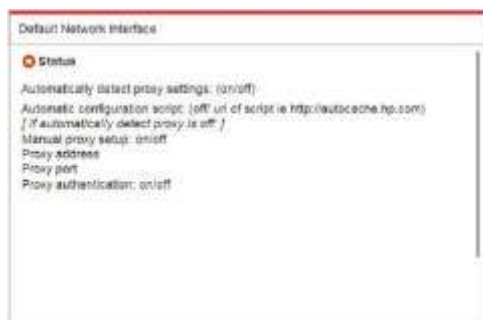 Default Network Interface
Status
Automatically detect proxy settings: (on/off)
Automatic configuration script: (off/ url of script ie http://autocache.hp.com)
[ If automatically detect proxy is off: ]
Manual proxy setup: on/off
Proxy address
Proxy port
Proxy authentication: on/off